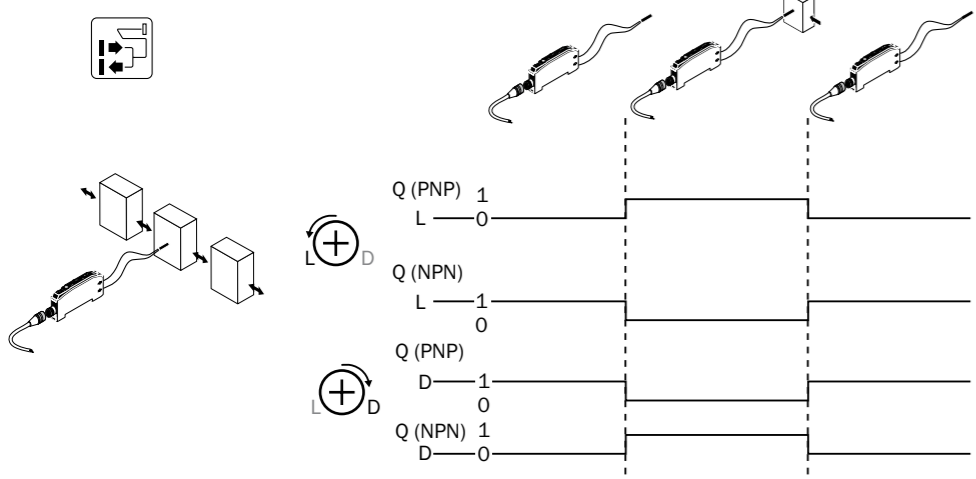 Q (PNP) 1
L 0
L D
Q (NPN)
L 1
0
Q (PNP)
D 1
0
L D
Q (NPN) 1
D 0